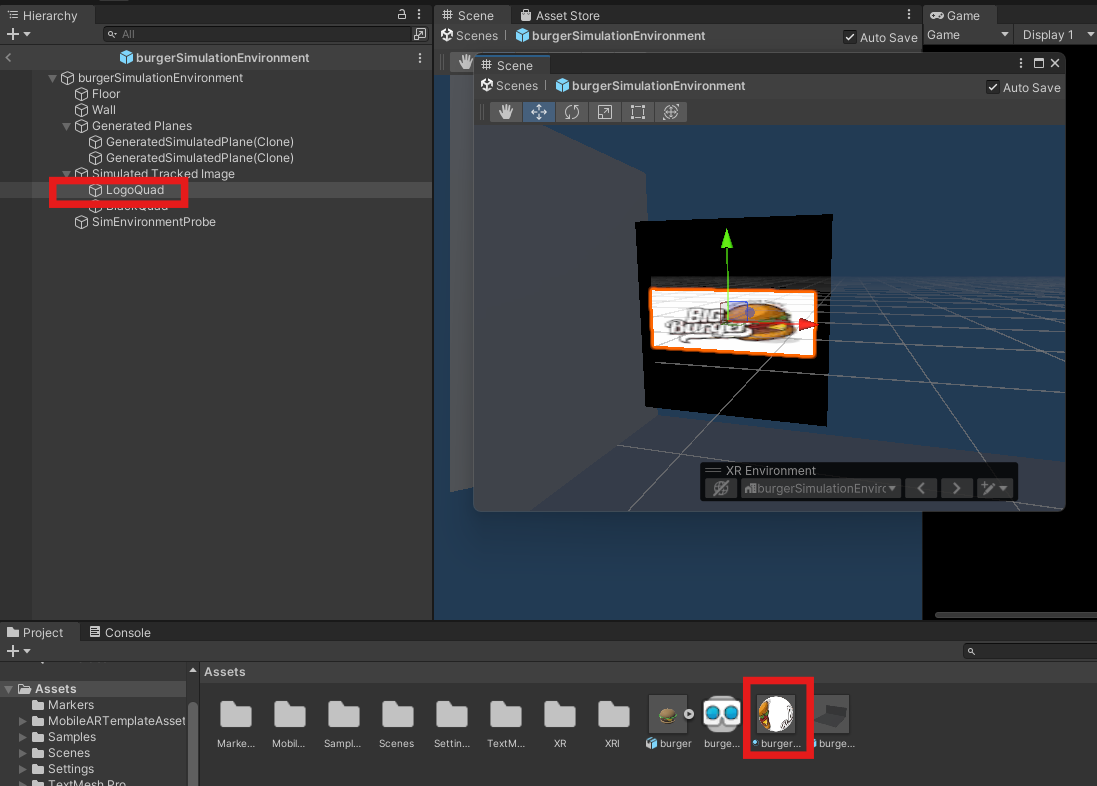 Hierarchy
All
burgerSimulationEnvironment
burgerSimulationEnvironment
Floor
Wall
Generated Planes
GeneratedSimulatedPlane(Clone)
GeneratedSimulatedPlane(Clone)
Simulated Tracked Image
LogoQuad
BlackQuad
SimEnvironmentProbe
Scene
Asset Store
Scenes
burgerSimulationEnvironment
Auto Save
Scene
Scenes
burgerSimulationEnvironment
Auto Save
BIG
Burger
XR Environment
burgerSimulationEnvirc
Game
Game
Display 1
Project
Console
Assets
Markers
MobileARTemplateAsset
Samples
Scenes
Settings
TextMesh Pro
Assets
Marke...
Mobil...
Sampl...
Scenes
Settin...
TextM...
XR
XRI
burger
burge...
burger...
burge...